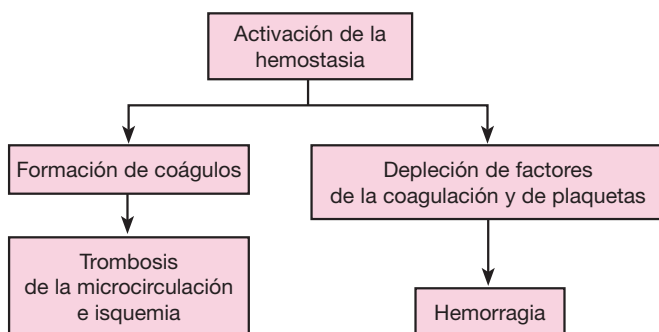 Activación de la
hemostasia
Formación de coágulos
Depleción de factores
de la coagulación y de plaquetas
Trombosis
de la microcirculación
e isquemia
Hemorragia